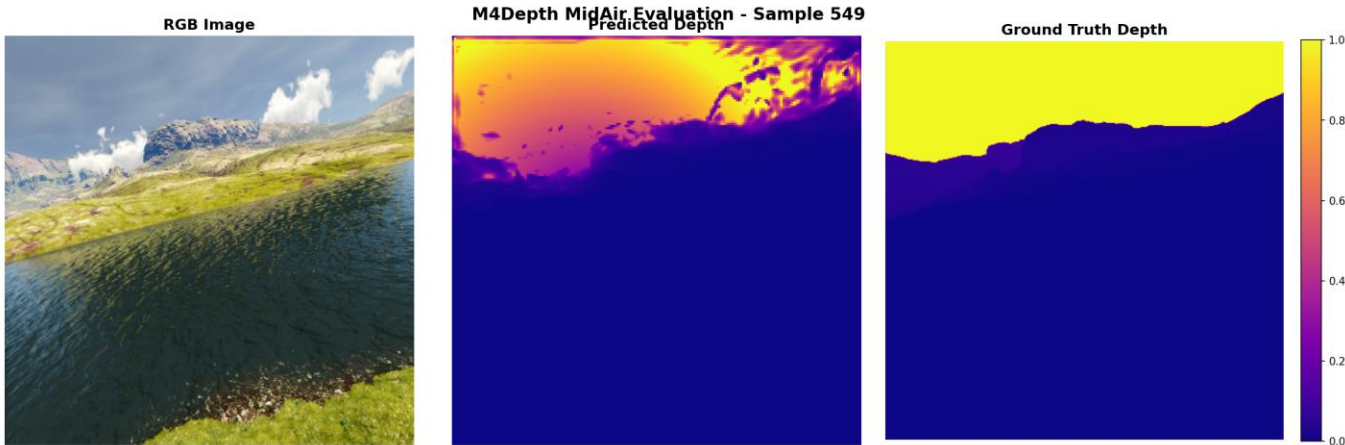 M4Depth MidAir Evaluation - Sample 549
RGB Image
Predicted Depth
Ground Truth Depth
1.0
0.8
0.6
0.4
0.2
0.0